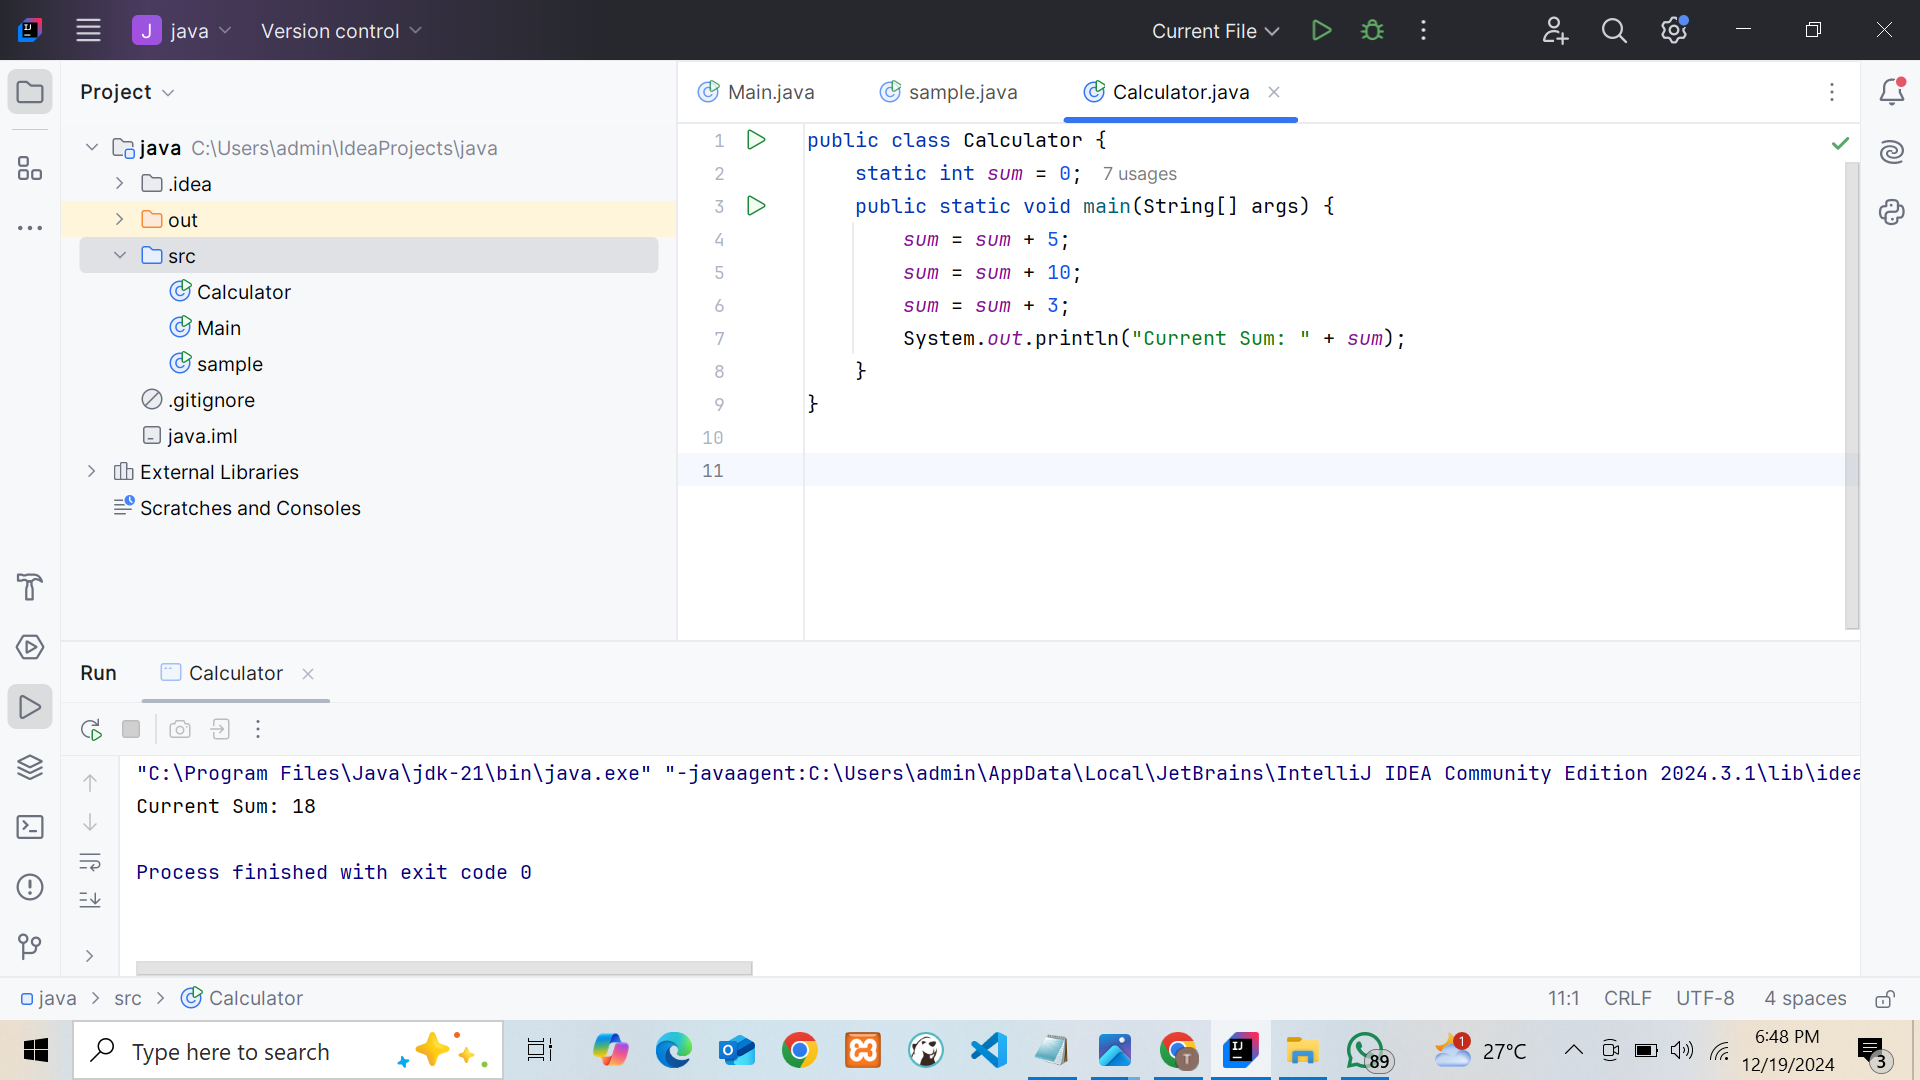 J java Version control Current File
Project
Main.java sample.java Calculator.java
java C:\Users\admin\IdeaProjects\java
.idea
out
src
Calculator
Main
sample
.gitignore
java.iml
External Libraries
Scratches and Consoles
1 public class Calculator {
2 static int sum = 0; 7 usages
3 public static void main(String[] args) {
4 sum = sum + 5;
5 sum = sum + 10;
6 sum = sum + 3;
7 System.out.println("Current Sum: " + sum);
8 }
9 }
10
11
Run Calculator
"C:\Program Files\Java\jdk-21\bin\java.exe" "-javaagent:C:\Users\admin\AppData\Local\JetBrains\IntelliJ IDEA Community Edition 2024.3.1\lib\idea
Current Sum: 18
Process finished with exit code 0
java > src > Calculator 11:1 CRLF UTF-8 4 spaces
Type here to search 89 1 27°C 6:48 PM
12/19/2024 3